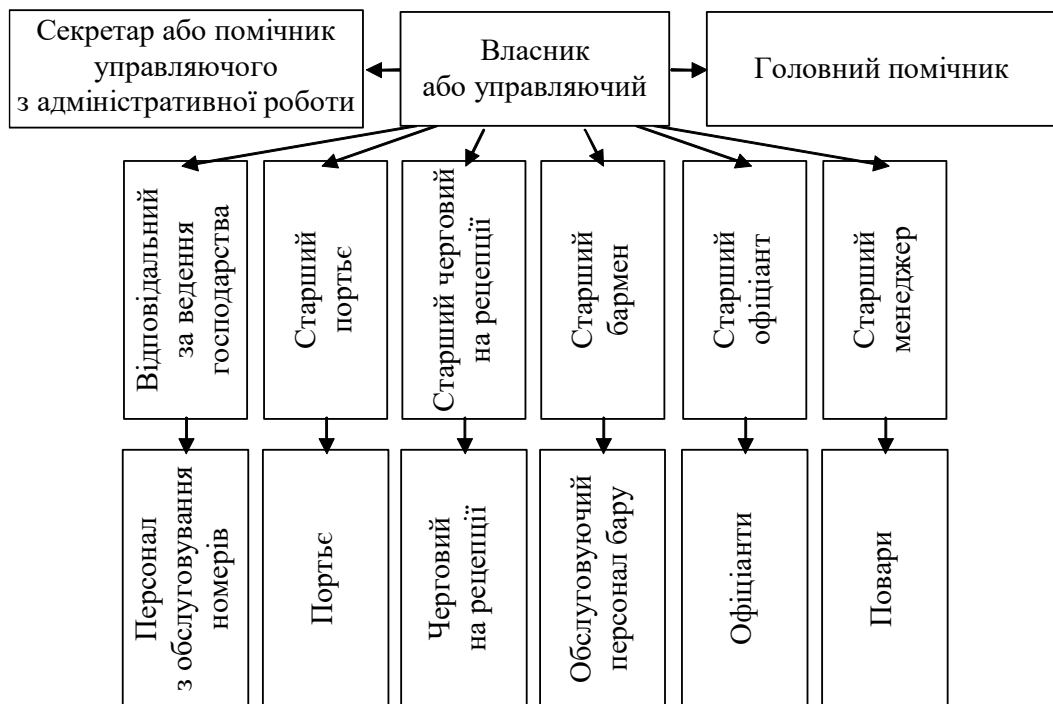 Секретар або помічник
управляючого
з адміністративної роботи
Власник
або управляючий
Головний помічник
Відповідальний
за ведення
господарства
Старший
портьє
Старший черговий
на рецепції
Старший
бармен
Старший
офіціант
Старший
менеджер
Персонал
з обслуговування
номерів
Портьє
Черговий
на рецепції
Обслуговуючий
персонал бару
Офіціанти
Повари